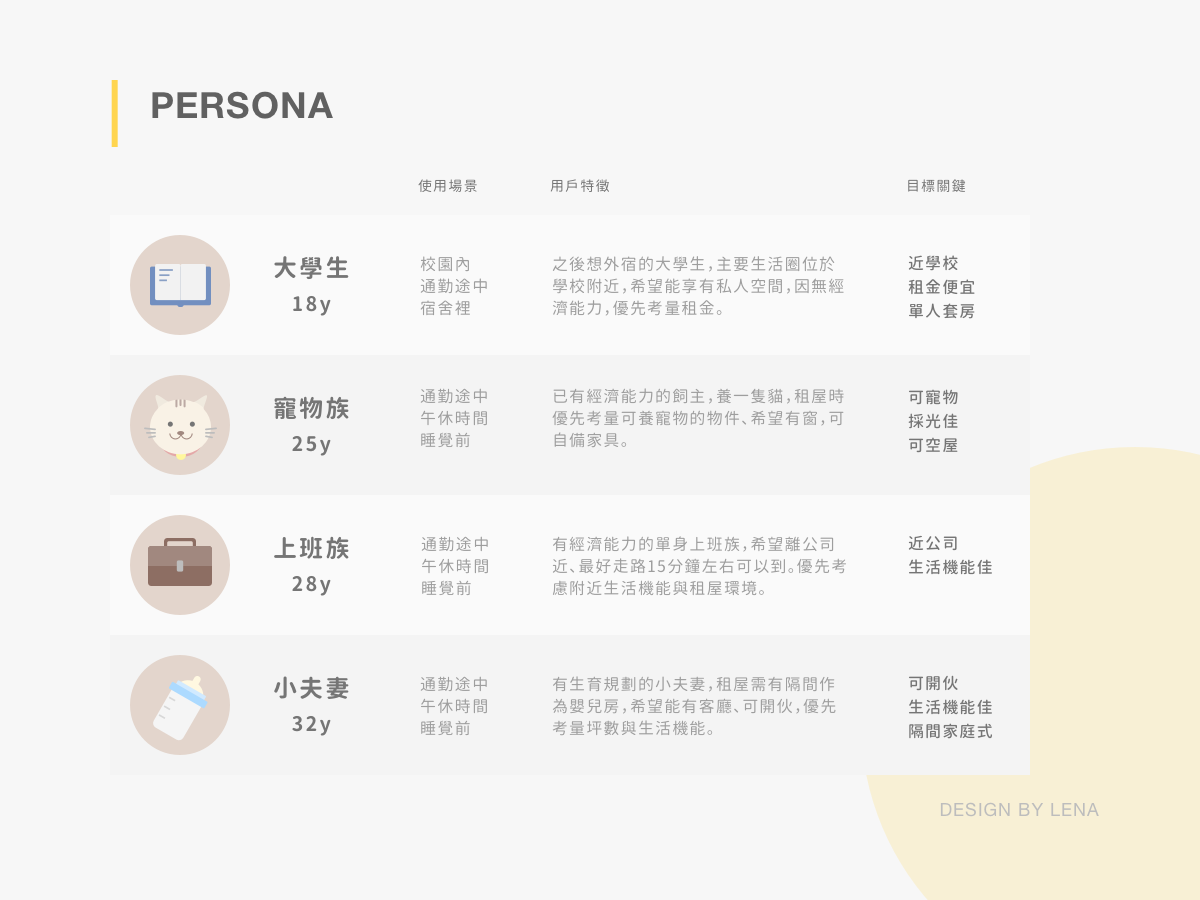 PERSONA
使用場景
用戶特徵
目標關鍵
大學生
18y
校園內
通勤途中
宿舍裡
之後想外宿的大學生，主要生活圈位於
學校附近，希望能享有私人空間，因無經
濟能力，優先考量租金。
近學校
租金便宜
單人套房
寵物族
25y
通勤途中
午休時間
睡覺前
已有經濟能力的飼主，養一隻貓，租屋時
優先考量可養寵物的物件、希望有窗，可
自備家具。
可寵物
採光佳
可空屋
上班族
28y
通勤途中
午休時間
睡覺前
有經濟能力的單身上班族，希望離公司
近、最好走路15分鐘左右可以到。優先考
慮附近生活機能與租屋環境。
近公司
生活機能佳
小夫妻
32y
通勤途中
午休時間
睡覺前
有生育規劃的小夫妻，租屋需有隔間作
為嬰兒房，希望能有客廳、可開伙，優先
考量坪數與生活機能。
可開伙
生活機能佳
隔間家庭式
DESIGN BY LENA